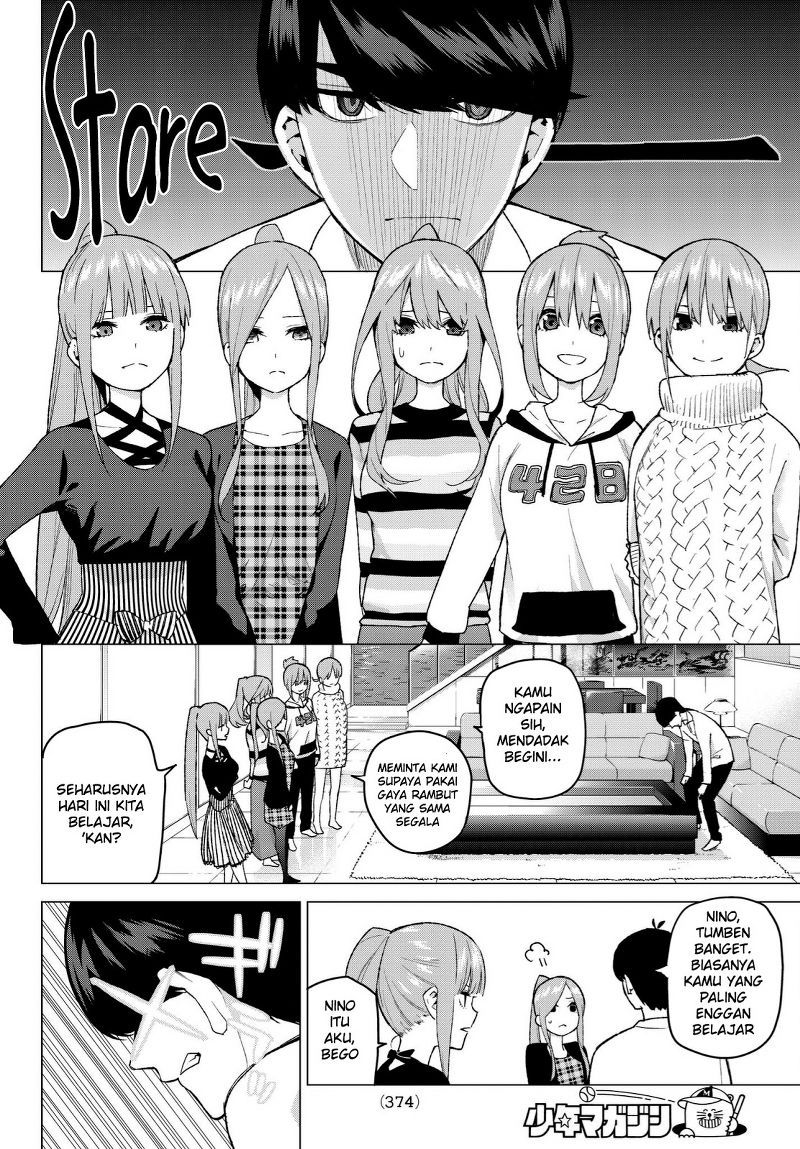 Stare
428
KAMU
NGAPAIN
SIH,
MENDADAK
BEGINI...
MEMINTA KAMI
SUPAYA PAKAI
GAYA RAMBUT
YANG SAMA
SEGALA
SEHARUSNYA
HARI INI KITA
BELAJAR,
'KAN?
NINO,
TUMBEN
BANGET.
BIASANYA
KAMU YANG
PALING
ENGGAN
BELAJAR
NINO
ITU
AKU,
BEGO
(374)
少年マガジン